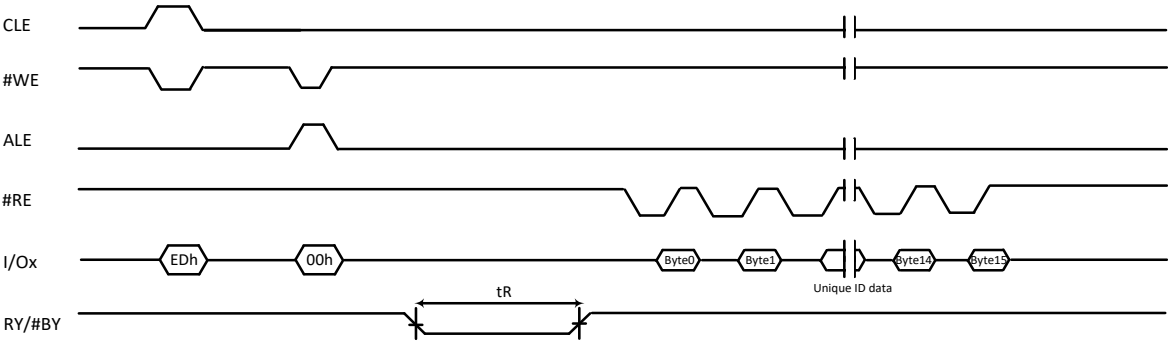 CLE
#WE
ALE
#RE
I/Ox EDh 00h Byte0 Byte1 Byte14 Byte15
Unique ID data
tR
RY/#BY